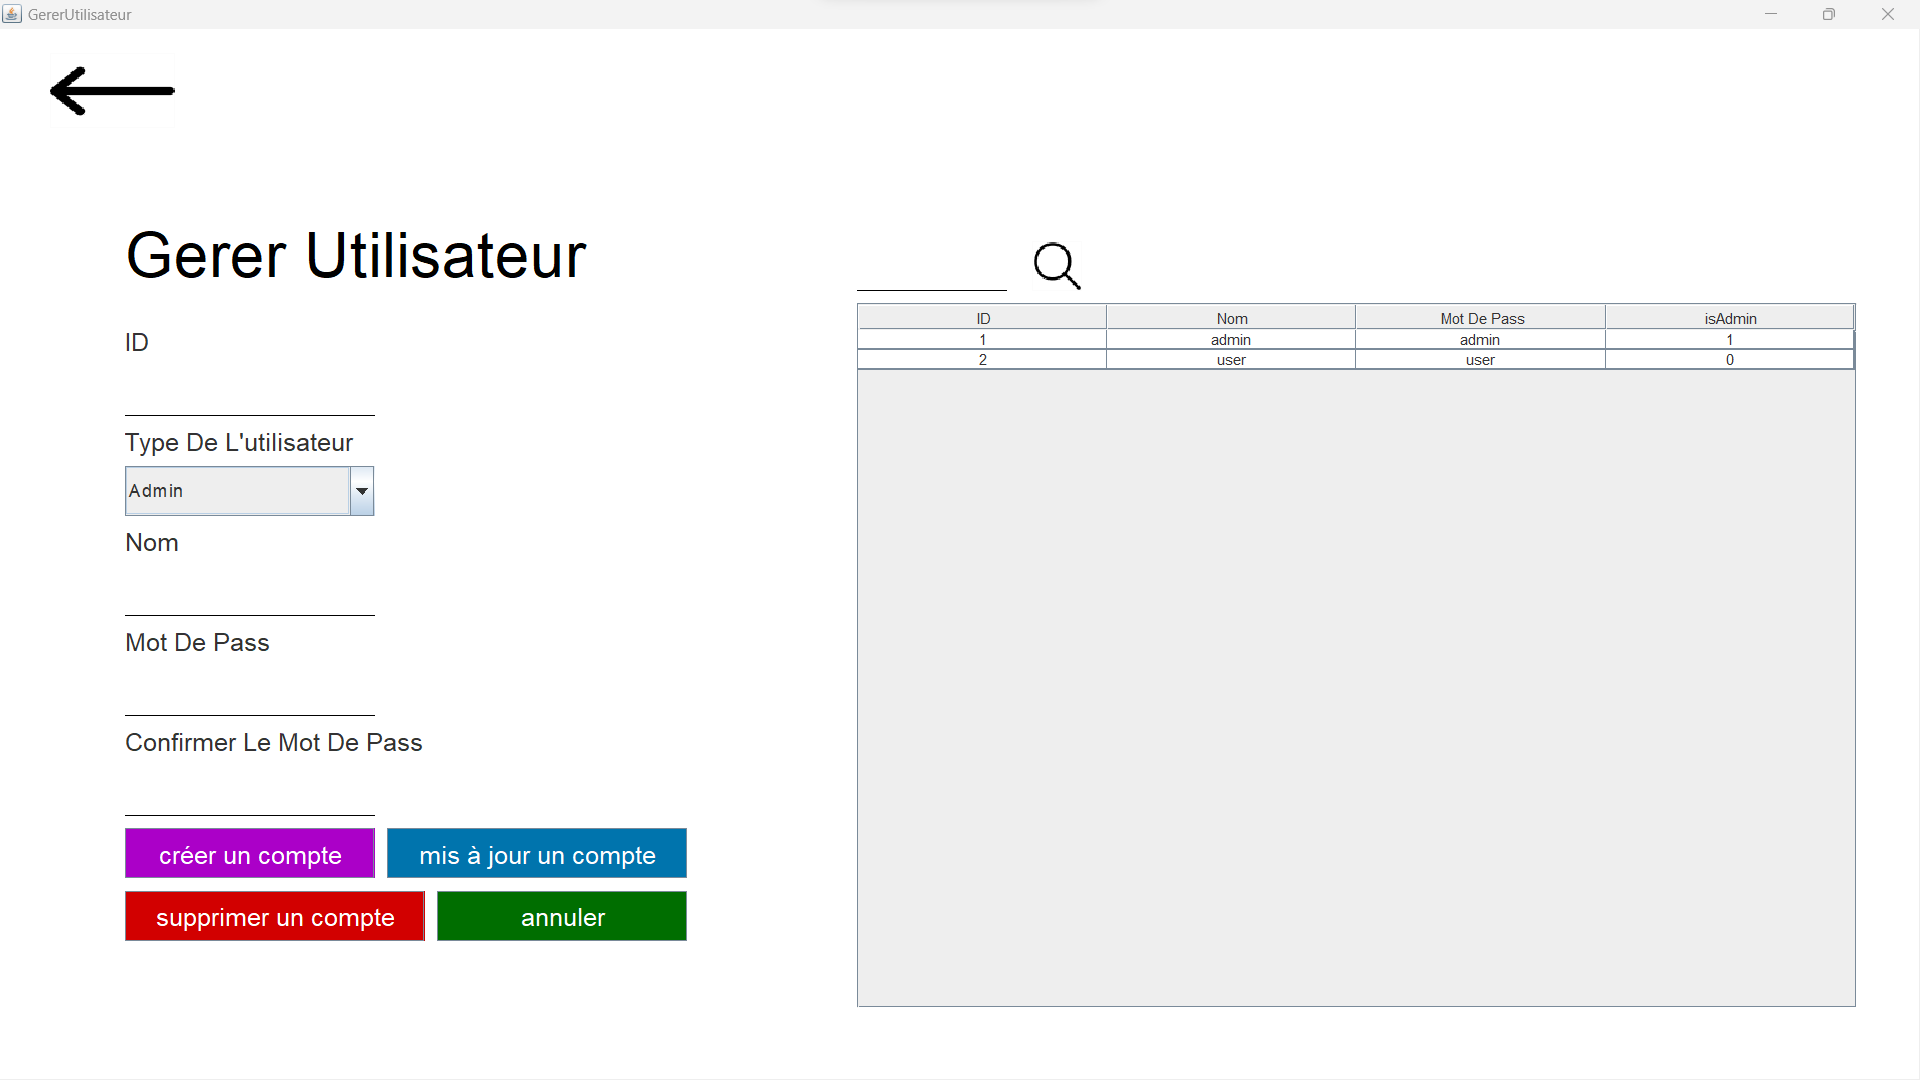 GererUtilisateur
Gerer Utilisateur
ID
Type De L'utilisateur
Admin
Nom
Mot De Pass
Confirmer Le Mot De Pass
créer un compte
mis à jour un compte
supprimer un compte
annuler
ID Nom Mot De Pass isAdmin
1 admin admin 1
2 user user 0